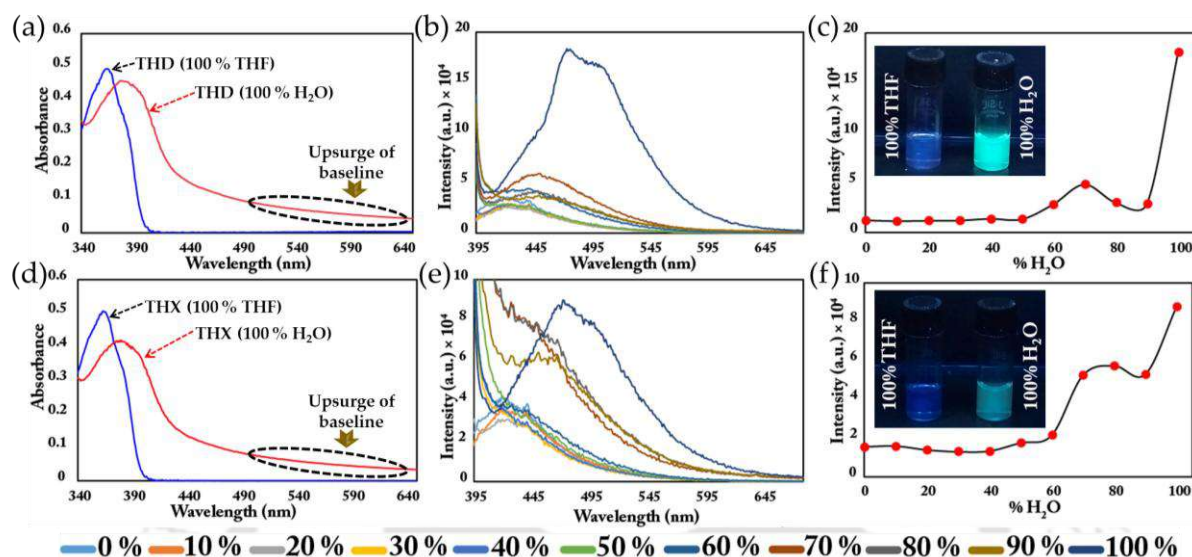 (a)
0.6
0.5
0.4
0.3
0.2
0.1
0
Absorbance
THD (100 % THF)
THD (100 % H₂O)
Upsurge of
baseline
340 390 440 490 540 590 640
Wavelength (nm)
(b)
20
15
10
5
0
Intensity (a.u.) × 10⁴
395 445 495 545 595 645
Wavelength (nm)
(c)
20
15
10
5
0
Intensity (a.u.) × 10⁴
100% THF
100% H₂O
0 20 40 60 80 100
% H₂O
(d)
0.6
0.5
0.4
0.3
0.2
0.1
0
Absorbance
THX (100 % THF)
THX (100 % H₂O)
Upsurge of
baseline
340 390 440 490 540 590 640
Wavelength (nm)
(e)
10
8
6
4
2
0
Intensity (a.u.) × 10⁴
395 445 495 545 595 645
Wavelength (nm)
(f)
10
8
6
4
2
0
Intensity (a.u.) × 10⁴
100% THF
100% H₂O
0 20 40 60 80 100
% H₂O
0 % 10 % 20 % 30 % 40 % 50 % 60 % 70 % 80 % 90 % 100 %